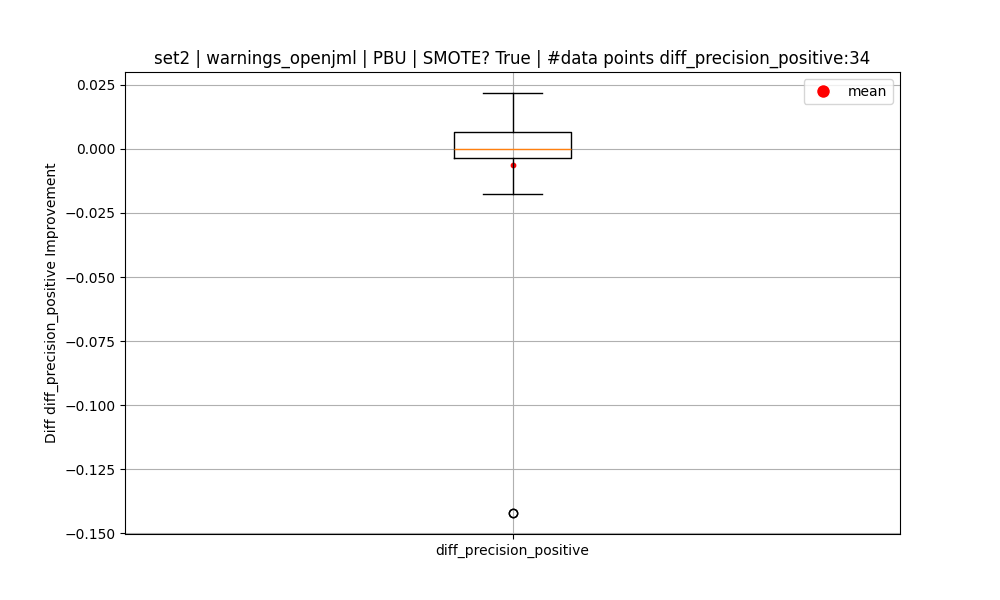 set2 | warnings_openjml | PBU | SMOTE? True | #data points diff_precision_positive:34
mean
Diff diff_precision_positive Improvement
0.025
0.000
−0.025
−0.050
−0.075
−0.100
−0.125
−0.150
diff_precision_positive